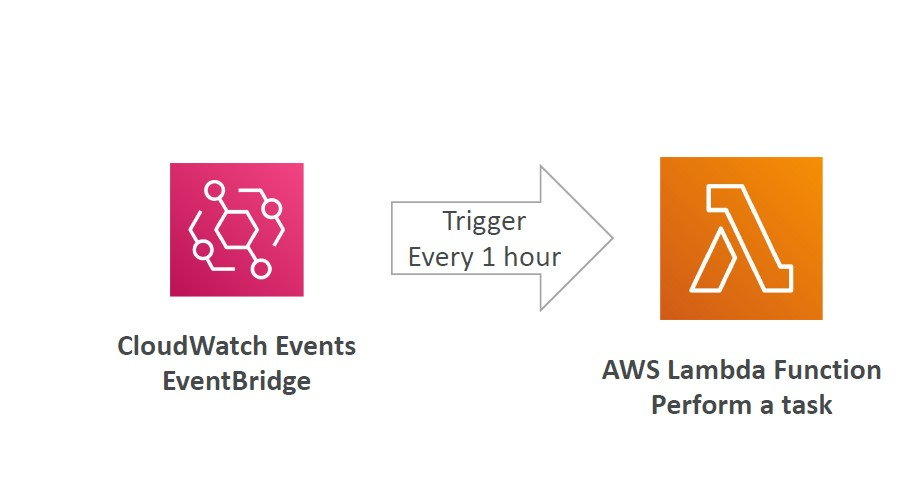 Trigger
Every 1 hour
CloudWatch Events
EventBridge
AWS Lambda Function
Perform a task